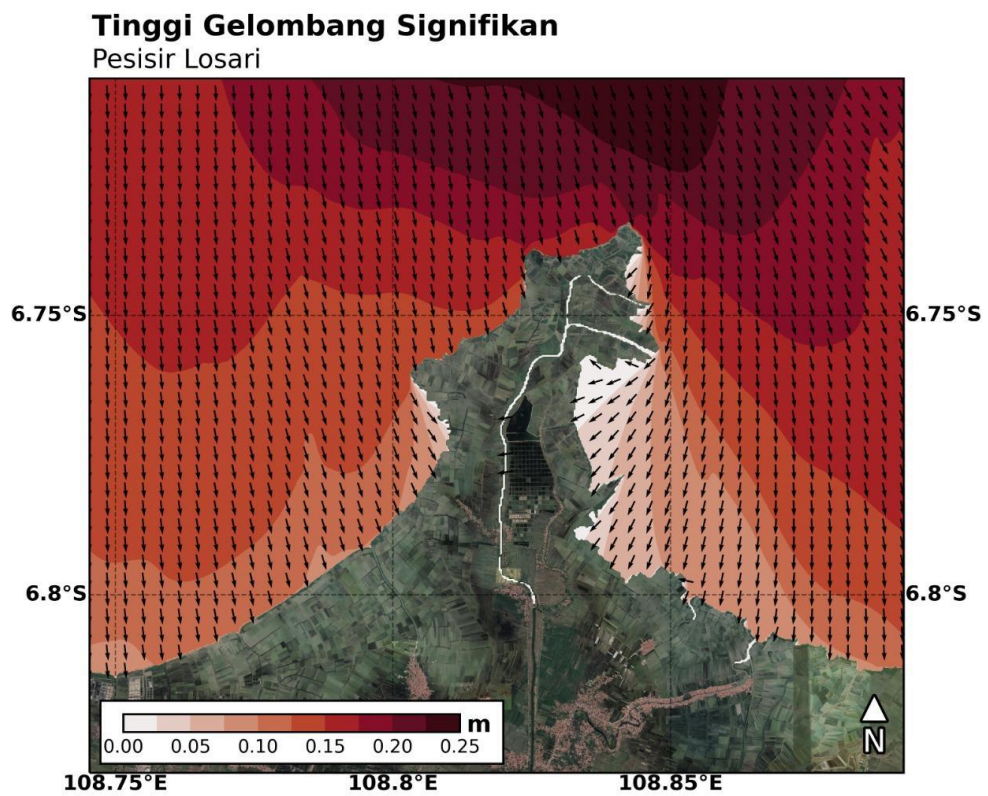 Tinggi Gelombang Signifikan
Pesisir Losari
6.75°S 6.75°S
6.8°S 6.8°S
m
0.00 0.05 0.10 0.15 0.20 0.25
N
108.75°E 108.8°E 108.85°E